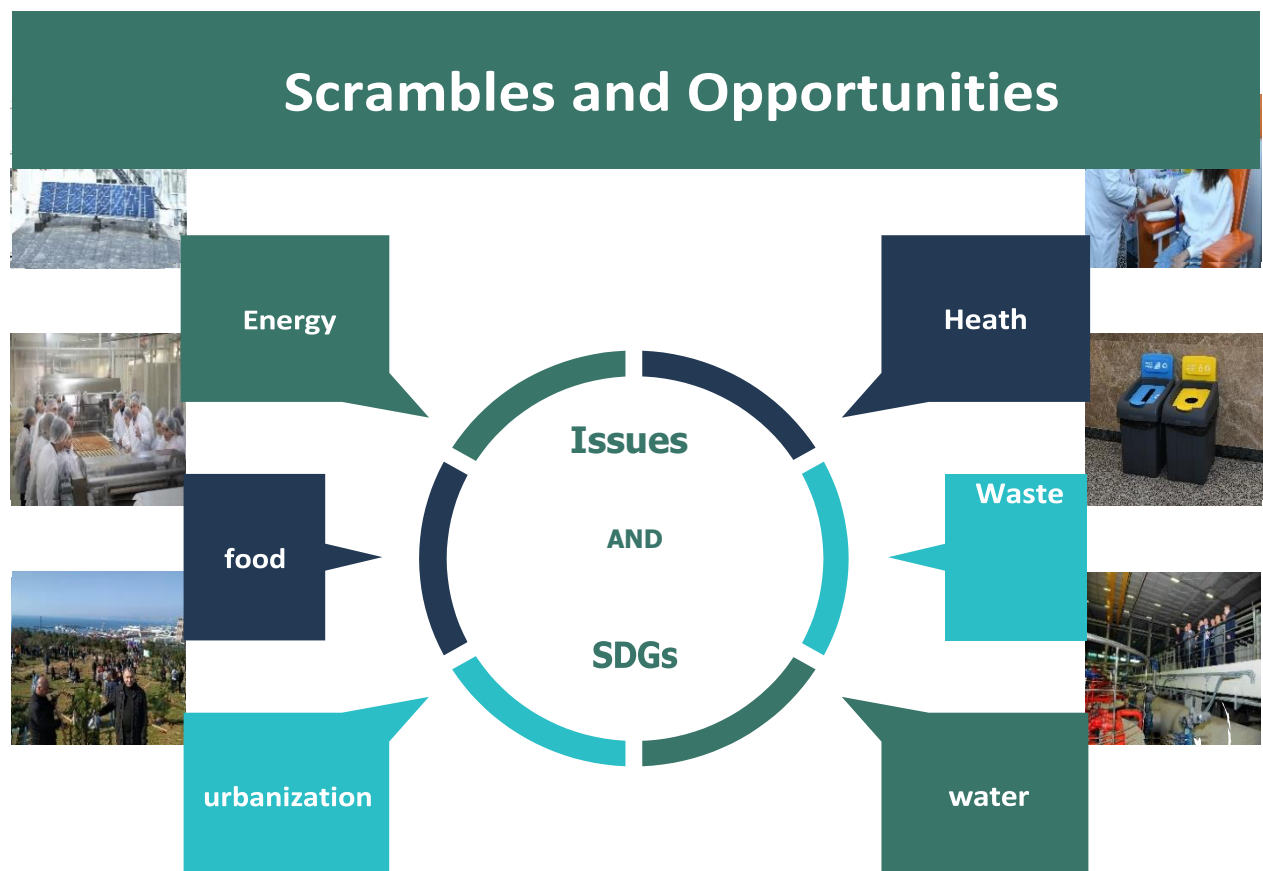 Scrambles and Opportunities
Energy
Heath
Issues
Waste
AND
food
SDGs
urbanization
water